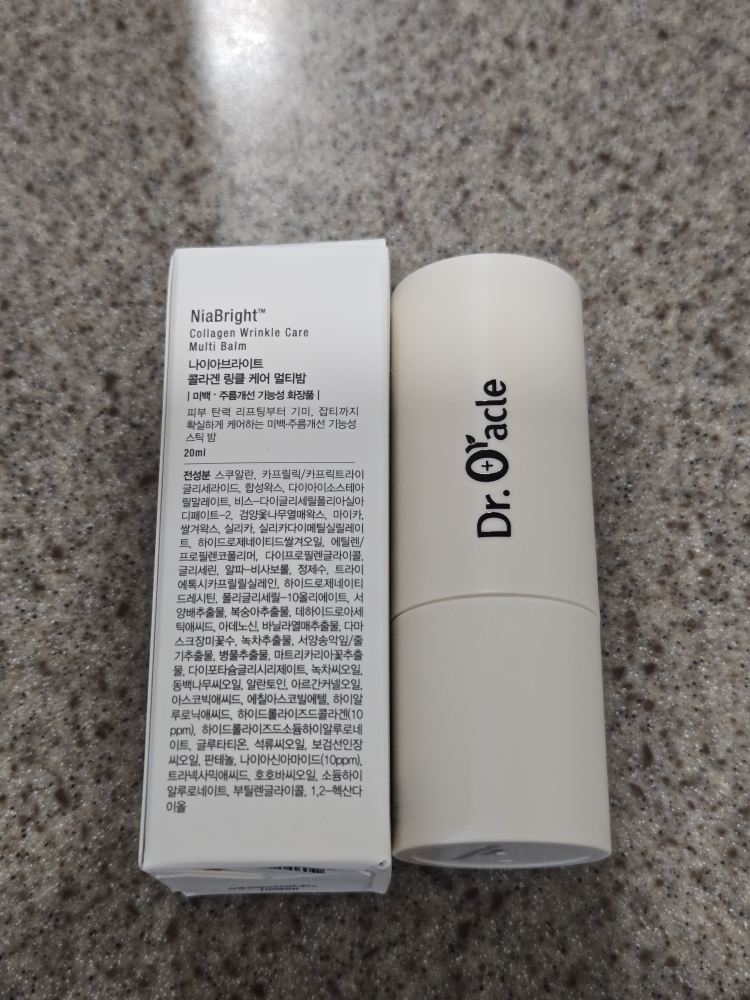 NiaBright™
Collagen Wrinkle Care
Multi Balm
나이아브라이트
콜라겐 링클 케어 멀티밤
| 미백 · 주름개선 기능성 화장품 |
피부 탄력 리프팅부터 기미, 잡티까지
확실하게 케어하는 미백·주름개선 기능성
스틱 밤
20ml
전성분 스쿠알란, 카프릴릭/카프릭트라이
글리세라이드, 합성왁스, 다이아이소스테아
릴말레이트, 비스-다이글리세릴폴리아실아
디페이트-2, 검양옻나무열매왁스, 마이카,
쌀겨왁스, 실리카, 실리카다이메틸실릴레이
트, 하이드로제네이티드쌀겨오일, 에틸렌/
프로필렌코폴리머, 다이프로필렌글라이콜,
글리세린, 알파-비사보롤, 정제수, 트라이
에톡시카프릴릴실레인, 하이드로제네이티
드레시틴, 폴리글리세릴-10올리에이트, 서
양배추출물, 복숭아추출물, 데하이드로아세
틱애씨드, 아데노신, 바닐라열매추출물, 다마
스크장미꽃수, 녹차추출물, 서양송악잎/줄
기추출물, 병풀추출물, 마트리카리아꽃추출
물, 다이포타슘글리시리제이트, 녹차씨오일,
동백나무씨오일, 알란토인, 아르간커넬오일,
아스코빅애씨드, 에칠아스코빌에텔, 하이알
루로닉애씨드, 하이드롤라이즈드콜라겐(10
ppm), 하이드롤라이즈드소듐하이알루로네
이트, 글루타티온, 석류씨오일, 보검선인장
씨오일, 판테놀, 나이아신아마이드(10ppm),
트라넥사믹애씨드, 호호바씨오일, 소듐하이
알루로네이트, 부틸렌글라이콜, 1,2-헥산다
이올
Dr. Oracle